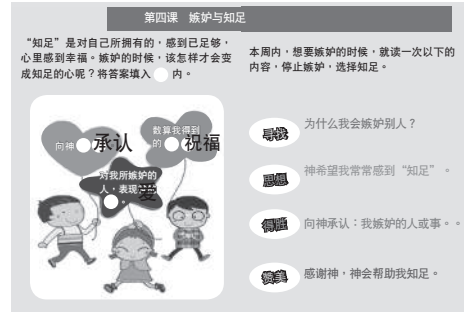 第四课 嫉妒与知足
“知足”是对自己所拥有的，感到已足够，
心里感到幸福。嫉妒的时候，该怎样才会变
成知足的心呢？将答案填入 内。
本周内，想要嫉妒的时候，就读一次以下的
内容，停止嫉妒，选择知足。
向神 承认
数算我得到
的 祝福
对我所嫉妒的
人，表现
爱。
寻找
为什么我会嫉妒别人？
思想
神希望我常常感到“知足”。
得胜
向神承认：我嫉妒的人或事。。
赞美
感谢神，神会帮助我知足。